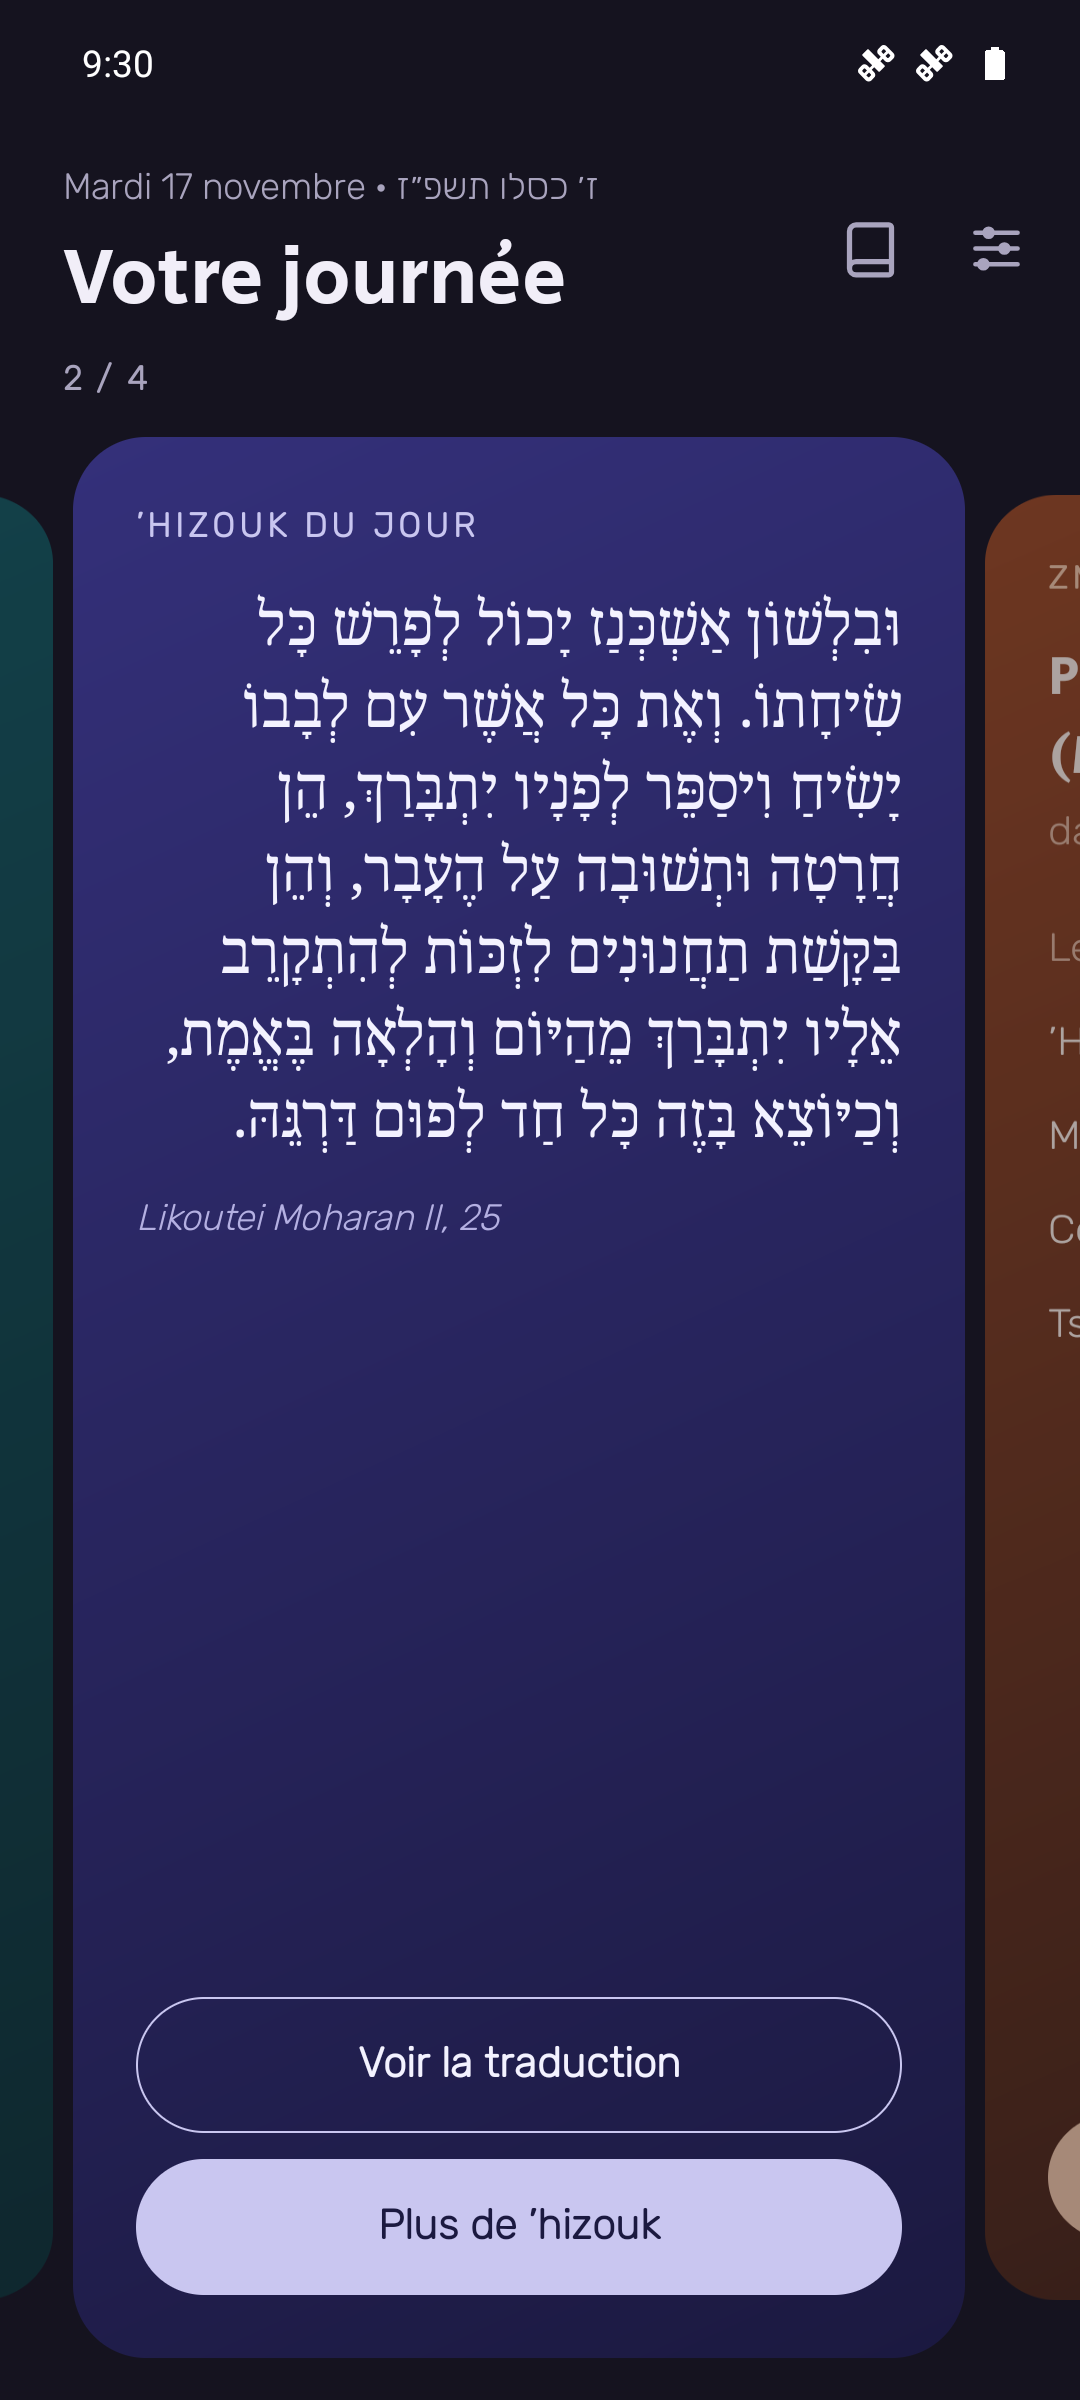 9:30
Mardi 17 novembre • ז׳ כסלו תשפ״ז
Votre journée
2 / 4
’HIZOUK DU JOUR
וּבִלְשׁוֹן אַשְׁכְּנַז יָכוֹל לְפָרֵשׁ כָּל
שִׂיחָתוֹ. וְאֶת כָּל אֲשֶׁר עִם לְבָבוֹ
יָשִׂיחַ וִיסַפֵּר לְפָנָיו יִתְבָּרַךְ, הֵן
חֲרָטָה וּתְשׁוּבָה עַל הֶעָבָר, וְהֵן
בַּקָּשַׁת תַּחֲנוּנִים לִזְכּוֹת לְהִתְקָרֵב
אֵלָיו יִתְבָּרַךְ מֵהַיּוֹם וְהָלְאָה בֶּאֱמֶת,
וְכַיּוֹצֵא בָּזֶה כָּל חַד לְפוּם דַּרְגֵּהּ.
Likoutei Moharan II, 25
Voir la traduction
Plus de ’hizouk